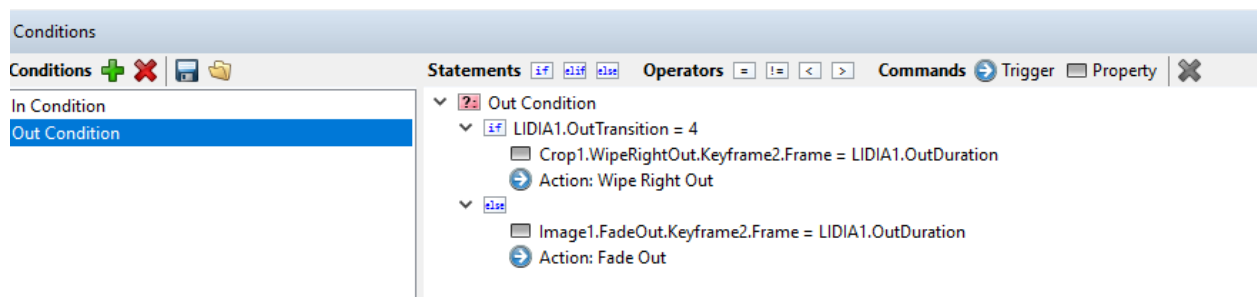 Conditions
Conditions
Statements if elif else Operators = != < > Commands Trigger Property
In Condition
Out Condition
?: Out Condition
if LIDIA1.OutTransition = 4
Crop1.WipeRightOut.Keyframe2.Frame = LIDIA1.OutDuration
Action: Wipe Right Out
else
Image1.FadeOut.Keyframe2.Frame = LIDIA1.OutDuration
Action: Fade Out